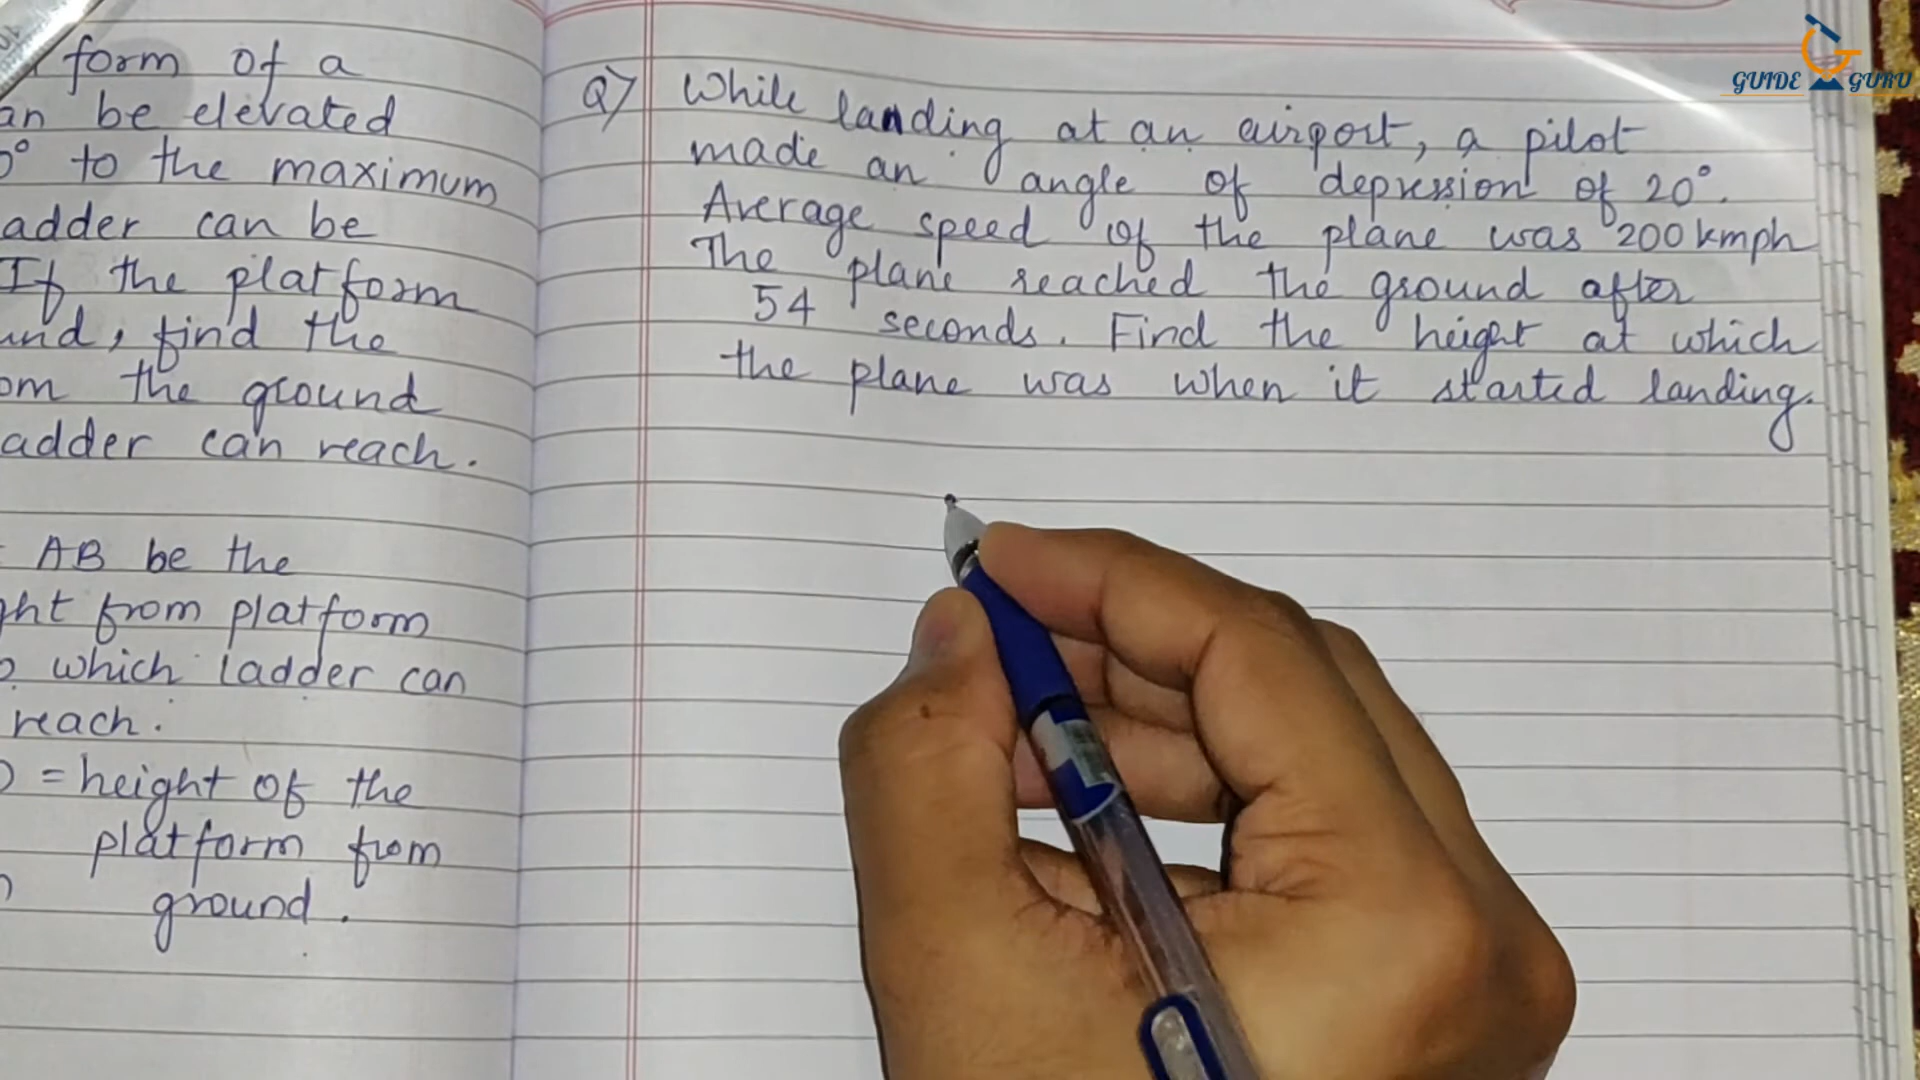 form of a
an be elevated
0° to the maximum
adder can be
If the platform
und, find the
om the ground
adder can reach.
AB be the
ght from platform
o which ladder can
reach.
= height of the
platform from
ground.
Q7 While landing at an airport, a pilot
made an angle of depression of 20°.
Average speed of the plane was 200 kmph
The plane reached the ground after
54 seconds. Find the height at which
the plane was when it started landing.
GUIDE GURU